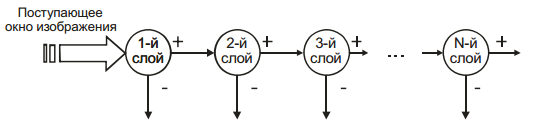 Поступающее
окно изображения
1-й
слой
+
-
2-й
слой
+
-
3-й
слой
+
-
...
N-й
слой
+
-